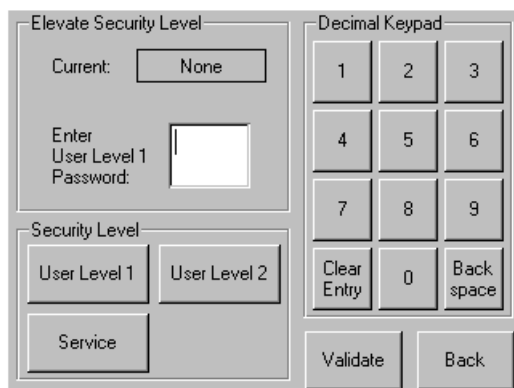 Elevate Security Level
Current:
None
Enter
User Level 1
Password:
Security Level
User Level 1
User Level 2
Service
Decimal Keypad
1
2
3
4
5
6
7
8
9
Clear
Entry
0
Back
space
Validate
Back